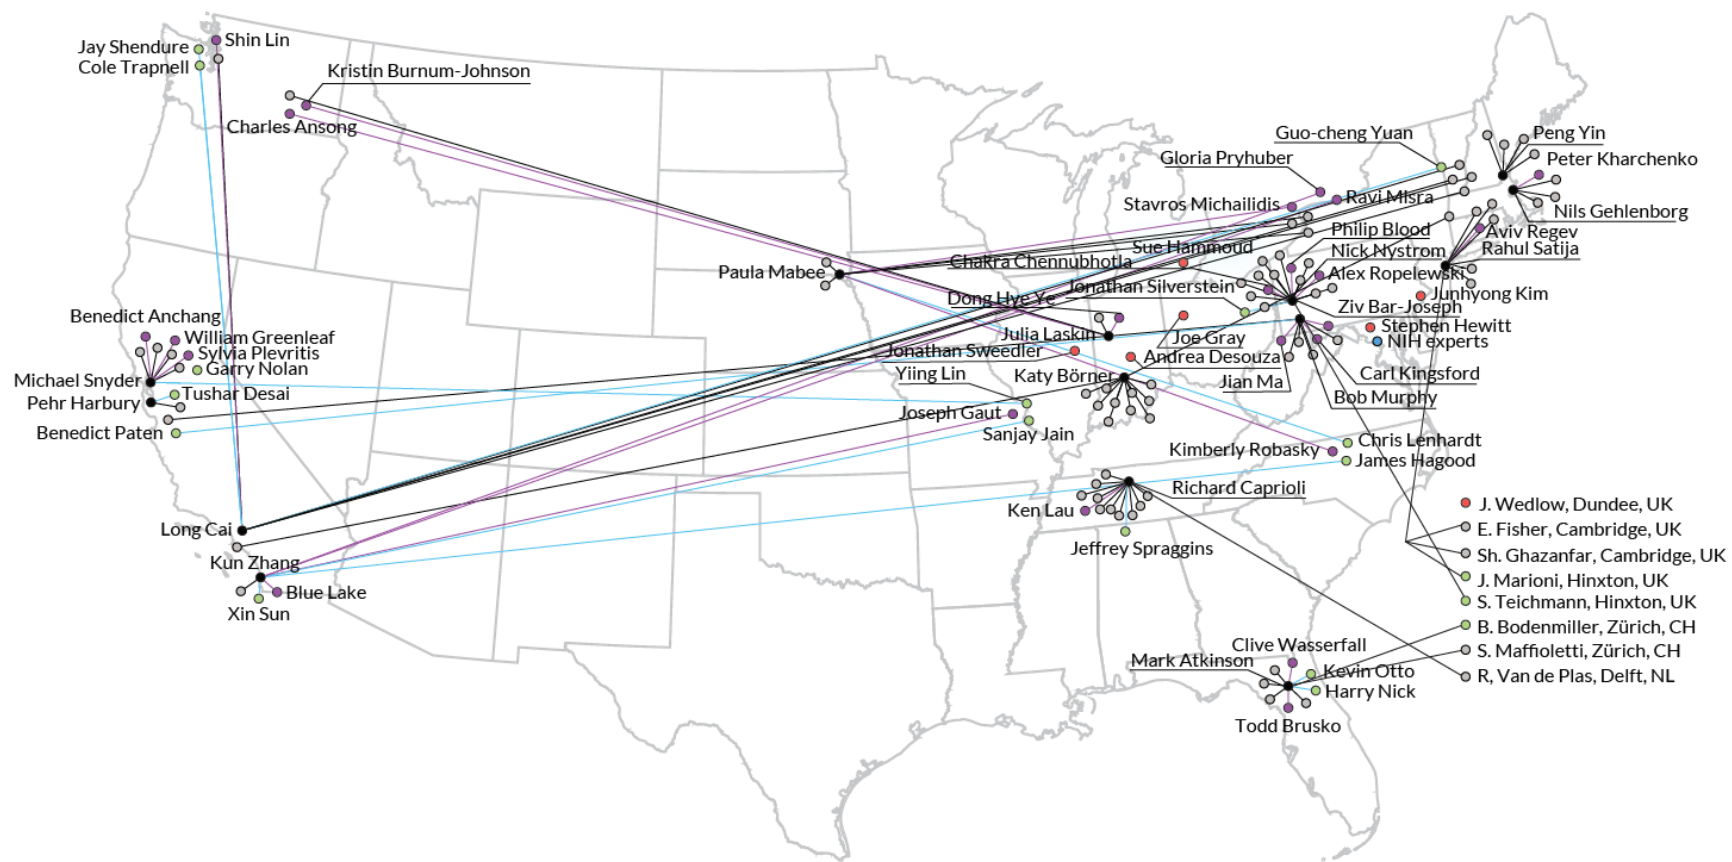 Jay Shendure
Shin Lin
Cole Trapnell
Kristin Burnum-Johnson
Charles Ansong
Guo-cheng Yuan
Peng Yin
Gloria Pryhuber
Peter Kharchenko
Stavros Michailidis
Ravi Misra
Nils Gehlenborg
Philip Blood
Aviv Regev
Sue Hammoud
Nick Nystrom
Rahul Satija
Chakra Chennubhotla
Paula Mabee
Alex Ropelewski
Jonathan Silverstein
Junhyong Kim
Dong Hye Ye
Ziv Bar-Joseph
Benedict Anchang
Stephen Hewitt
William Greenleaf
Julia Laskin
Joe Gray
NIH experts
Sylvia Plevritis
Jonathan Sweedler
Andrea Desouza
Garry Nolan
Yiing Lin
Katy Börner
Carl Kingsford
Michael Snyder
Jian Ma
Tushar Desai
Bob Murphy
Pehr Harbury
Joseph Gaut
Benedict Paten
Sanjay Jain
Chris Lenhardt
Kimberly Robasky
James Hagood
Richard Caprioli
J. Wedlow, Dundee, UK
Ken Lau
Long Cai
E. Fisher, Cambridge, UK
Jeffrey Spraggins
Sh. Ghazanfar, Cambridge, UK
Kun Zhang
J. Marioni, Hinxton, UK
Blue Lake
S. Teichmann, Hinxton, UK
Xin Sun
B. Bodenmiller, Zürich, CH
Clive Wasserfall
S. Maffioletti, Zürich, CH
Mark Atkinson
Kevin Otto
R, Van de Plas, Delft, NL
Harry Nick
Todd Brusko